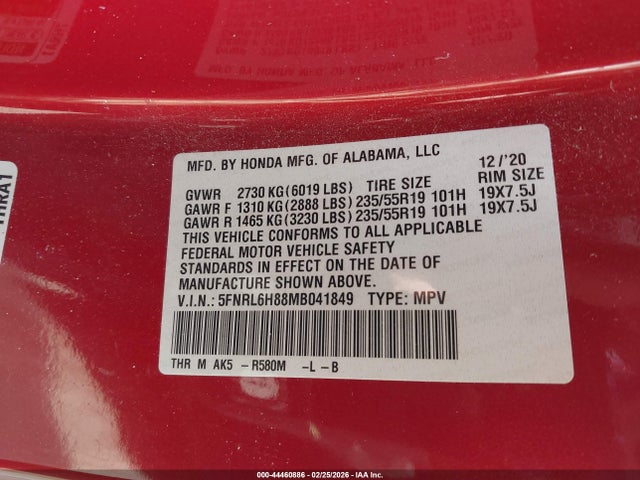 MFD. BY HONDA MFG. OF ALABAMA, LLC 12/'20
GVWR 2730 KG(6019 LBS) TIRE SIZE RIM SIZE
GAWR F 1310 KG(2888 LBS)235/55R19 101H 19X7.5J
GAWR R 1465 KG(3230 LBS)235/55R19 101H 19X7.5J
THIS VEHICLE CONFORMS TO ALL APPLICABLE
FEDERAL MOTOR VEHICLE SAFETY
STANDARDS IN EFFECT ON THE DATE OF
MANUFACTURE SHOWN ABOVE.
V.I.N.: 5FNRL6H88MB041849 TYPE: MPV
THR M AK5 -R580M -L -B
THRA1
000-44460886 - 02/25/2026 - IAA Inc.